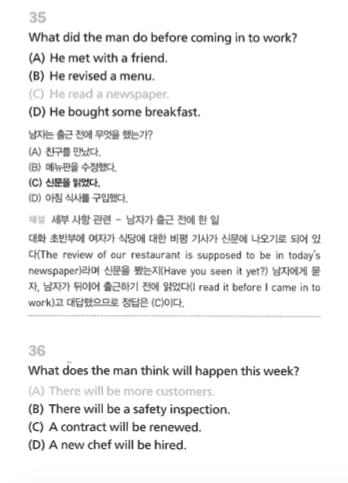 35
What did the man do before coming in to work?
(A) He met with a friend.
(B) He revised a menu.
(C) He read a newspaper.
(D) He bought some breakfast.
남자는 출근 전에 무엇을 했는가?
(A) 친구를 만났다.
(B) 메뉴판을 수정했다.
(C) 신문을 읽었다.
(D) 아침 식사를 구입했다.
해설 세부 사항 관련 – 남자가 출근 전에 한 일
대화 초반부에 여자가 식당에 대한 비평 기사가 신문에 나오기로 되어 있
다(The review of our restaurant is supposed to be in today's
newspaper)라며 신문을 봤는지(Have you seen it yet?) 남자에게 묻
자, 남자가 뒤이어 출근하기 전에 읽었다(I read it before I came in to
work)고 대답했으므로 정답은 (C)이다.
36
What does the man think will happen this week?
(A) There will be more customers.
(B) There will be a safety inspection.
(C) A contract will be renewed.
(D) A new chef will be hired.